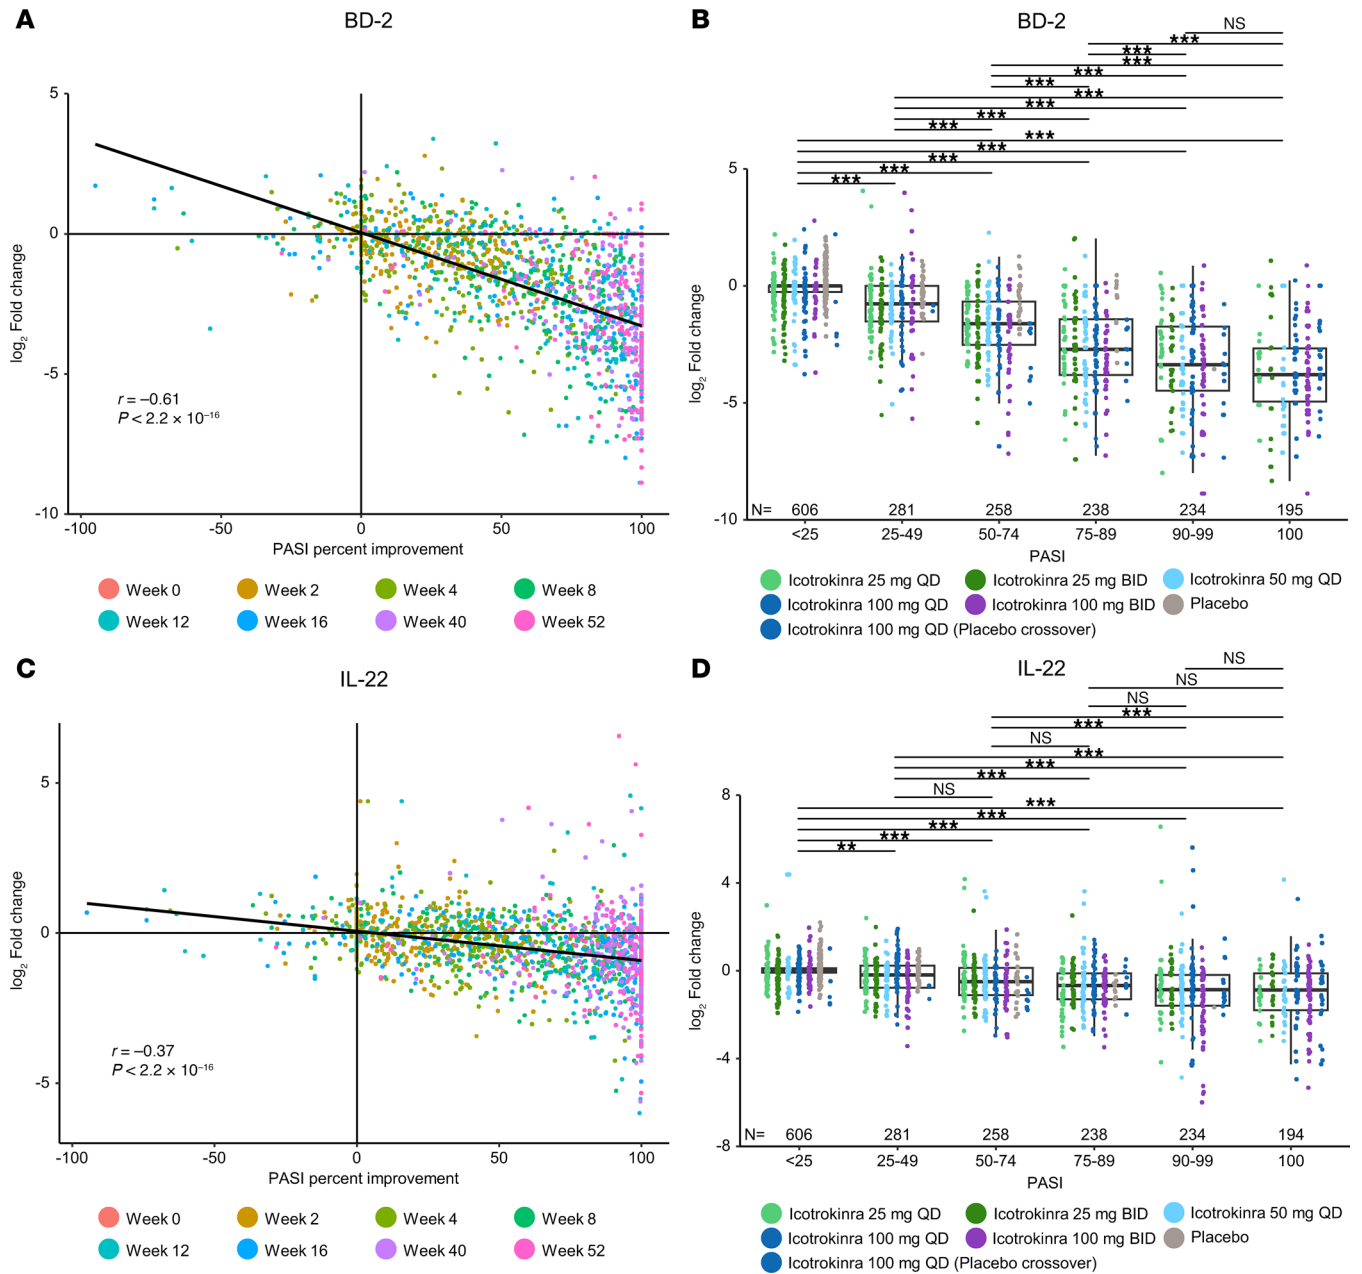 A
BD-2
5
0
-5
-10
log2 Fold change
r = –0.61
P < 2.2 × 10–16
-100
-50
0
50
100
PASI percent improvement
Week 0
Week 2
Week 4
Week 8
Week 12
Week 16
Week 40
Week 52
B
BD-2
NS
***
***
***
***
***
***
***
***
***
***
***
***
***
***
5
0
-5
-10
log2 Fold change
N= 606 281 258 238 234 195
<25 25-49 50-74 75-89 90-99 100
PASI
Icotrokinra 25 mg QD
Icotrokinra 25 mg BID
Icotrokinra 50 mg QD
Icotrokinra 100 mg QD
Icotrokinra 100 mg BID
Placebo
Icotrokinra 100 mg QD (Placebo crossover)
C
IL-22
5
0
-5
log2 Fold change
r = –0.37
P < 2.2 × 10–16
-100
-50
0
50
100
PASI percent improvement
Week 0
Week 2
Week 4
Week 8
Week 12
Week 16
Week 40
Week 52
D
IL-22
NS
NS
NS
***
***
NS
***
***
***
NS
***
***
***
***
**
8
4
0
-4
-8
log2 Fold change
N= 606 281 258 238 234 194
<25 25-49 50-74 75-89 90-99 100
PASI
Icotrokinra 25 mg QD
Icotrokinra 25 mg BID
Icotrokinra 50 mg QD
Icotrokinra 100 mg QD
Icotrokinra 100 mg BID
Placebo
Icotrokinra 100 mg QD (Placebo crossover)